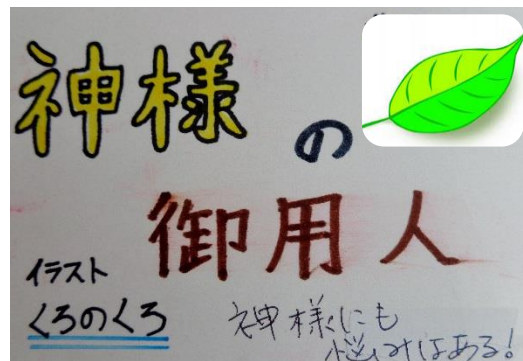 神様の
御用人
イラスト
くろのくろ
神様にも
悩みはある!